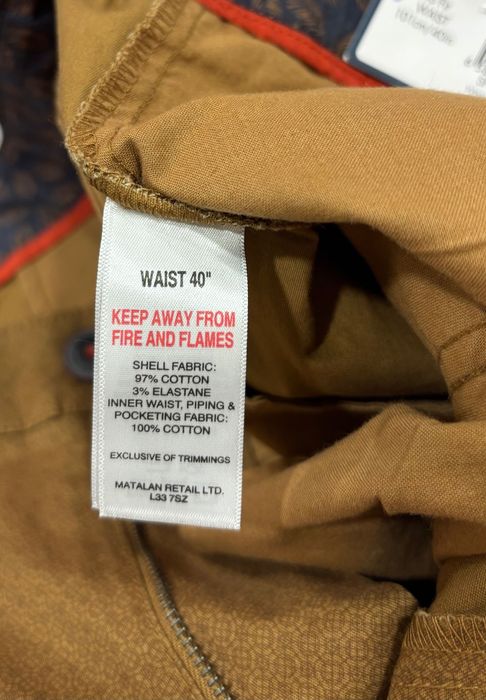 WAIST
WAIST 40"
KEEP AWAY FROM
FIRE AND FLAMES
SHELL FABRIC:
97% COTTON
3% ELASTANE
INNER WAIST, PIPING &
POCKETING FABRIC:
100% COTTON
EXCLUSIVE OF TRIMMINGS
MATALAN RETAIL LTD.
L33 7SZ